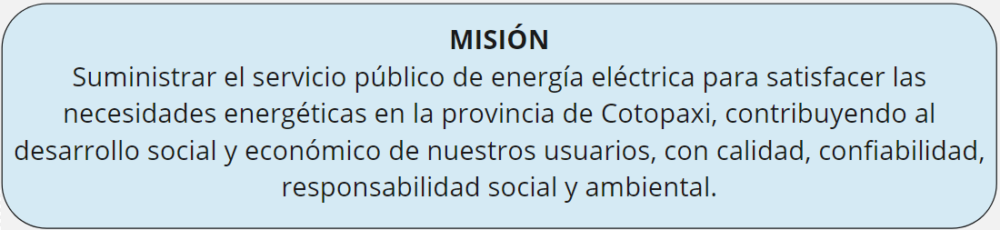 MISIÓN
Suministrar el servicio público de energía eléctrica para satisfacer las
necesidades energéticas en la provincia de Cotopaxi, contribuyendo al
desarrollo social y económico de nuestros usuarios, con calidad, confiabilidad,
responsabilidad social y ambiental.